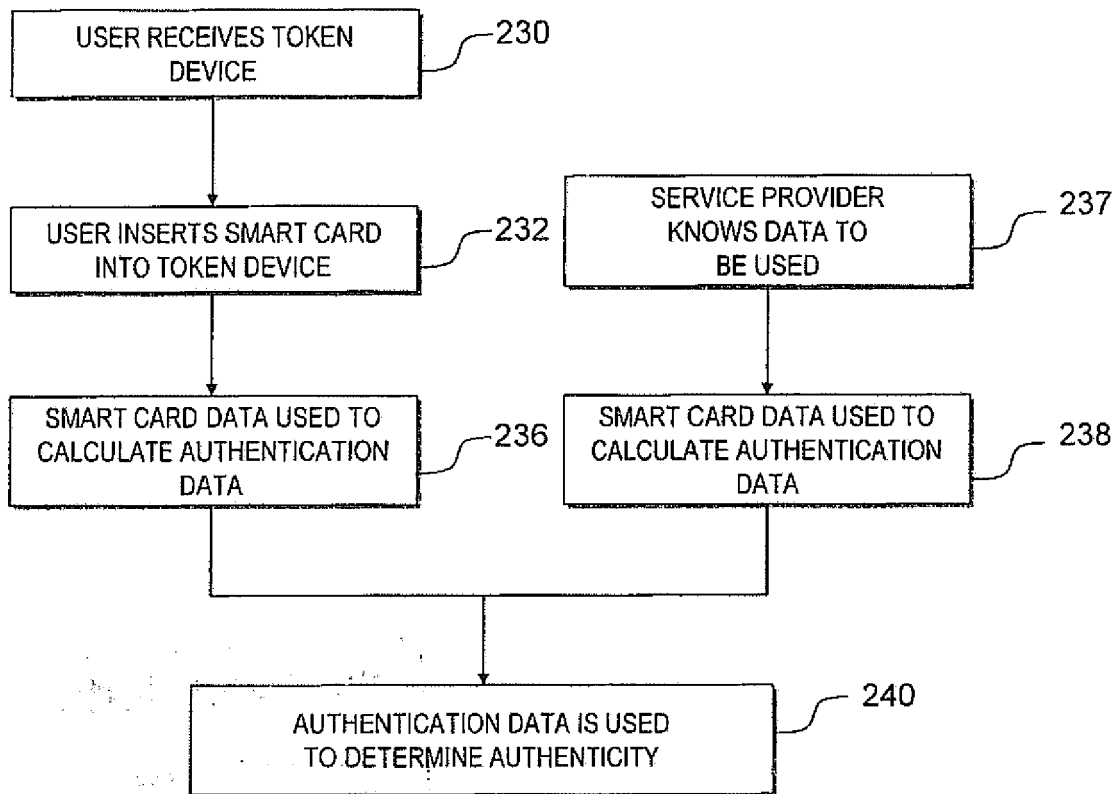 USER RECEIVES TOKEN
DEVICE
230
USER INSERTS SMART CARD
INTO TOKEN DEVICE
232
SERVICE PROVIDER
KNOWS DATA TO
BE USED
237
SMART CARD DATA USED TO
CALCULATE AUTHENTICATION
DATA
236
SMART CARD DATA USED TO
CALCULATE AUTHENTICATION
DATA
238
AUTHENTICATION DATA IS USED
TO DETERMINE AUTHENTICITY
240